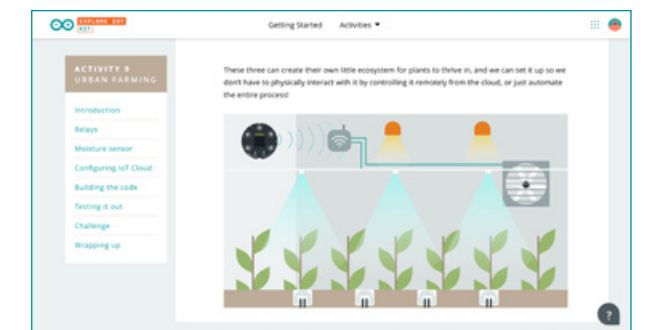 EXPLORE IOT
KIT
Getting Started
Activities
ACTIVITY 9
URBAN FARMING
Introduction
Relays
Moisture sensor
Configuring IoT Cloud
Building the code
Testing it out
Challenge
Wrapping up
These three can create their own little ecosystem for plants to thrive in, and we can set it up so we
don't have to physically interact with it by controlling it remotely from the cloud, or just automate
the entire process!
?